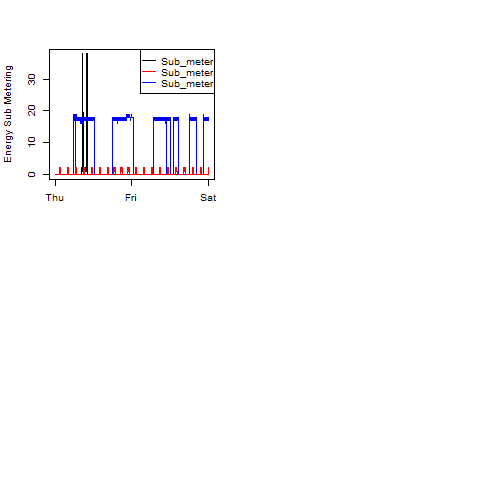 Energy Sub Metering
30
20
10
0
Sub_meter
Sub_meter
Sub_meter
Thu Fri Sat